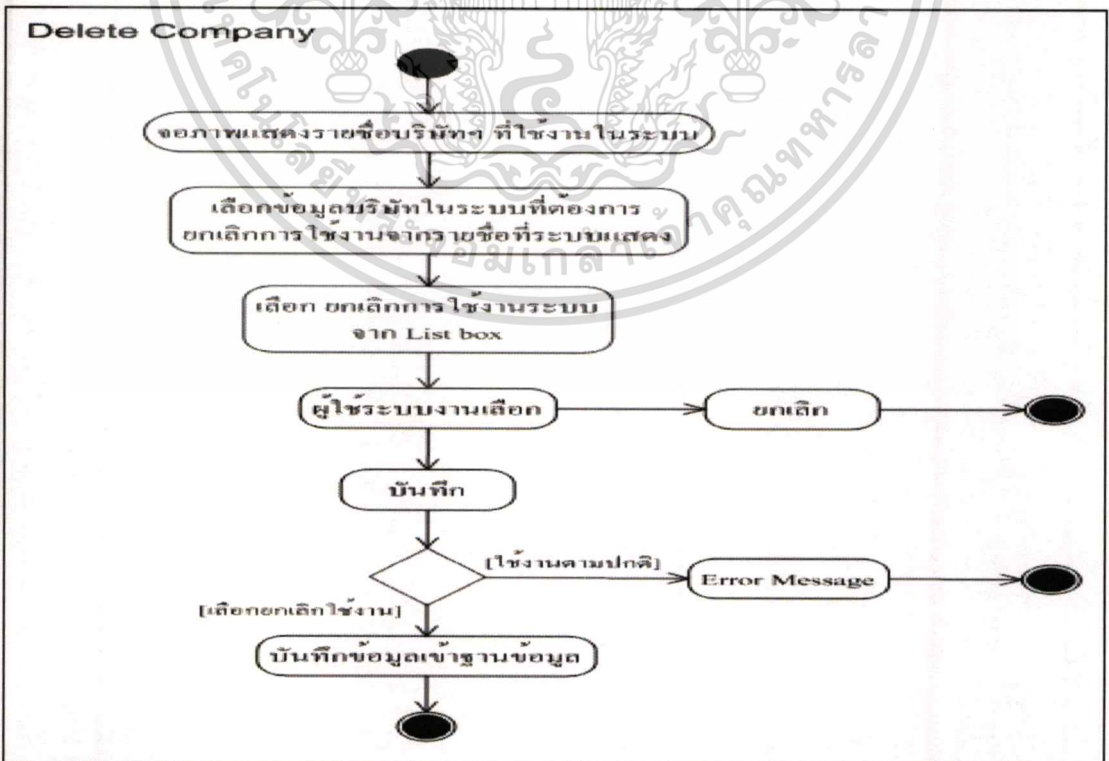 Delete Company
จอภาพแสดงรายชื่อบริษัทฯ ที่ใช้งานในระบบ
เลือกข้อมูลบริษัทในระบบที่ต้องการ
ยกเลิกการใช้งานจากรายชื่อที่ระบบแสดง
เลือก ยกเลิกการใช้งานระบบ
จาก List box
ผู้ใช้ระบบงานเลือก
ยกเลิก
บันทึก
[ใช้งานตามปกติ]
Error Message
[เลือกยกเลิกใช้งาน]
บันทึกข้อมูลเข้าฐานข้อมูล